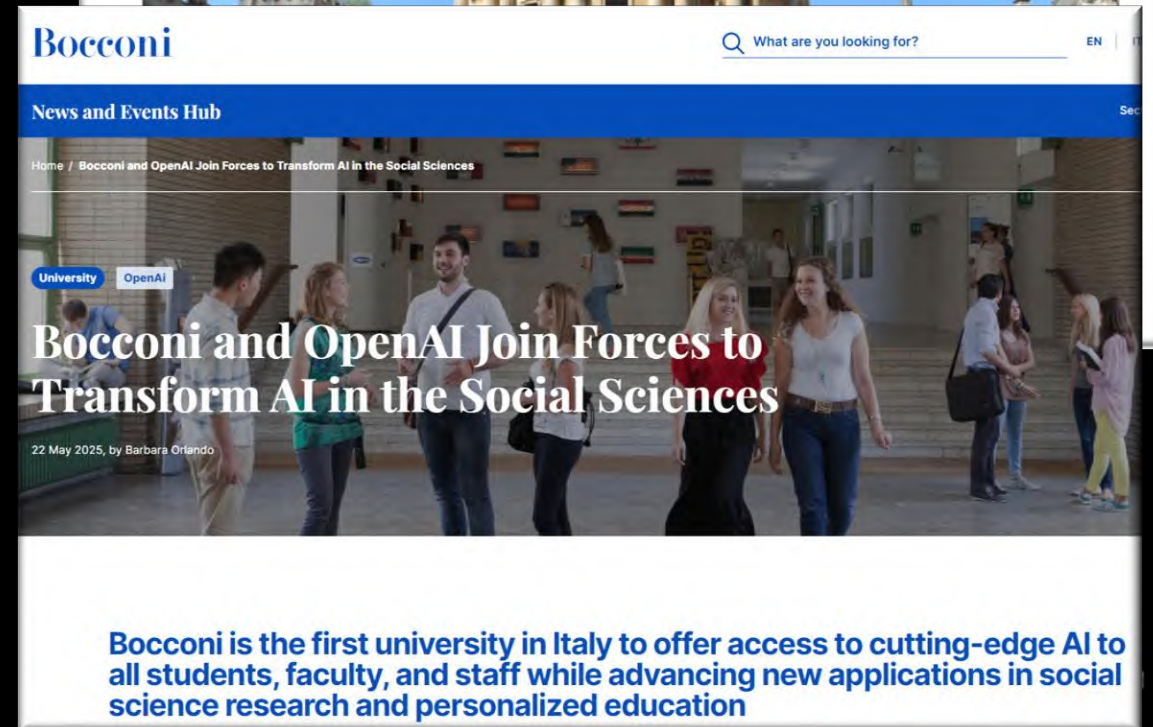 Bocconi
What are you looking for?
EN
News and Events Hub
Home / Bocconi and OpenAI Join Forces to Transform AI in the Social Sciences
University OpenAi
Bocconi and OpenAI Join Forces to
Transform AI in the Social Sciences
22 May 2025, by Barbara Orlando
Bocconi is the first university in Italy to offer access to cutting-edge AI to
all students, faculty, and staff while advancing new applications in social
science research and personalized education